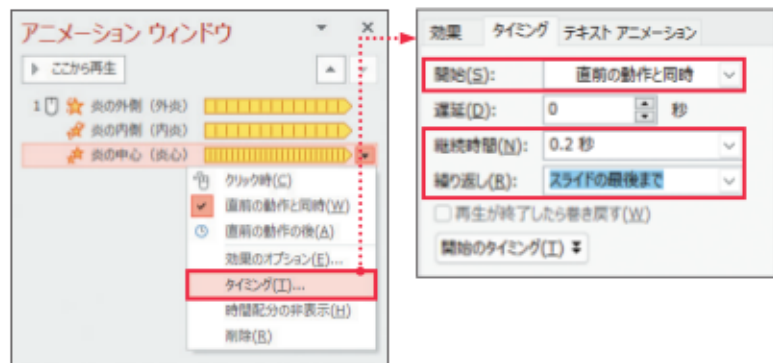 アニメーション ウィンドウ
ここから再生
1 炎の外側（外炎）
炎の内側（内炎）
炎の中心（炎心）
クリック時(C)
直前の動作と同時(W)
直前の動作の後(A)
効果のオプション(E)...
タイミング(T)...
時間配分の非表示(H)
削除(R)
効果 タイミング テキスト アニメーション
開始(S): 直前の動作と同時
遅延(D): 0 秒
継続時間(N): 0.2 秒
繰り返し(R): スライドの最後まで
再生が終了したら巻き戻す(W)
開始のタイミング(T)